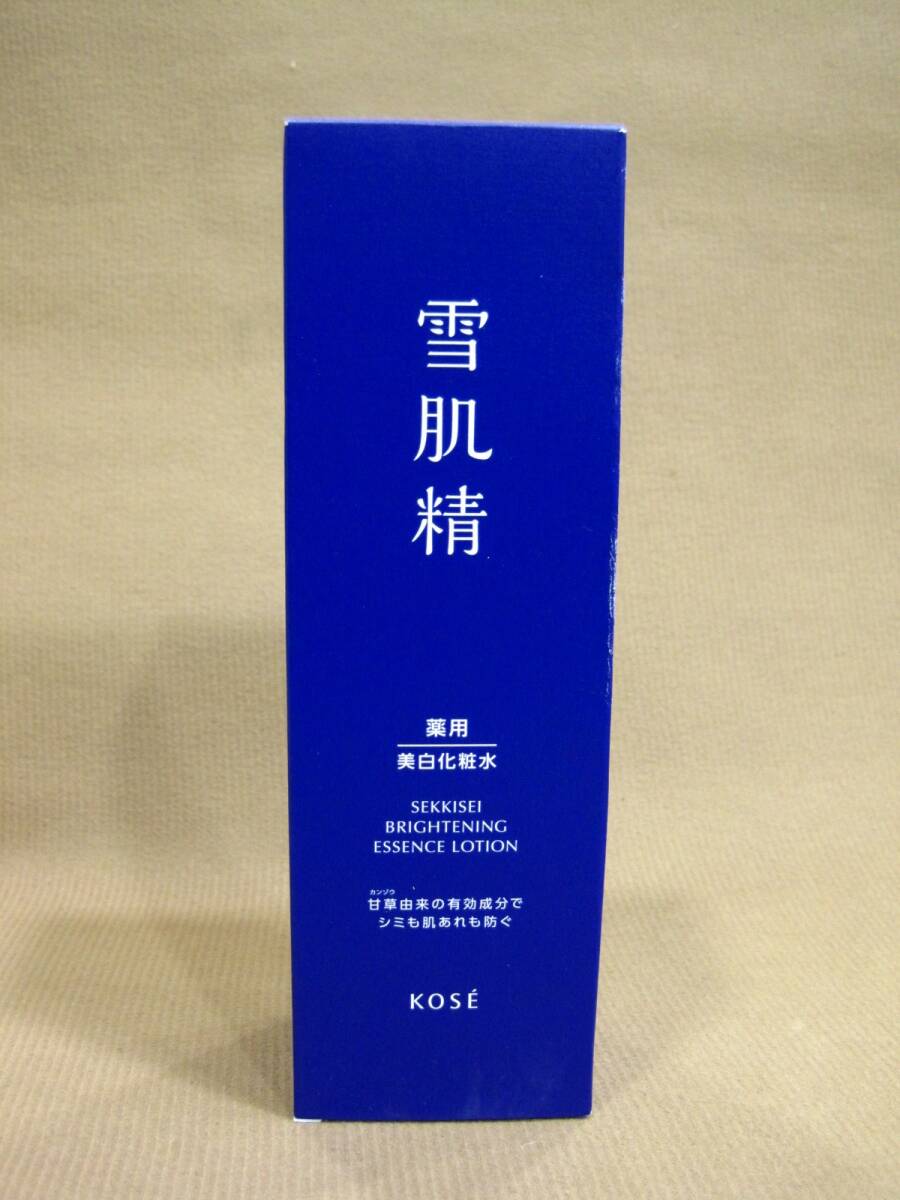 雪肌精
薬用
美白化粧水
SEKKISEI
BRIGHTENING
ESSENCE LOTION
カンゾウ
甘草由来の有効成分で
シミも肌あれも防ぐ
KOSÉ